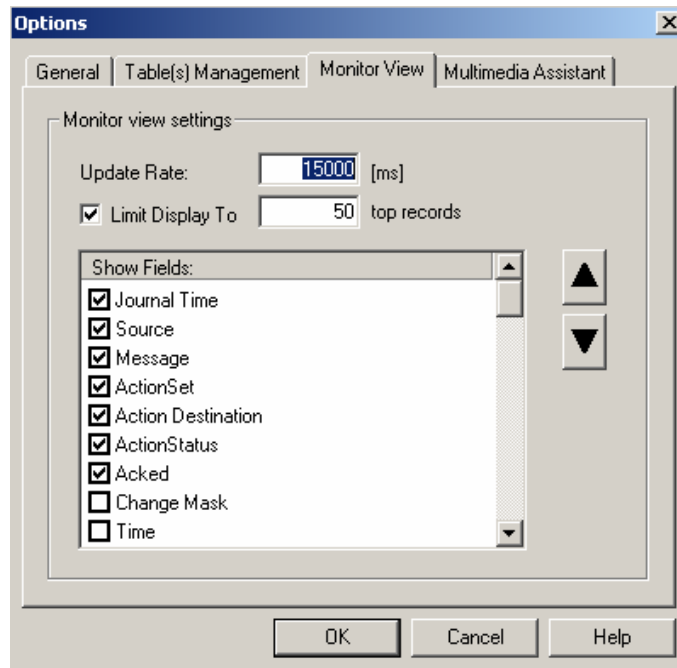 Options
General Table(s) Management Monitor View Multimedia Assistant
Monitor view settings
Update Rate: 15000 [ms]
Limit Display To 50 top records
Show Fields:
Journal Time
Source
Message
ActionSet
Action Destination
ActionStatus
Acked
Change Mask
Time
OK Cancel Help